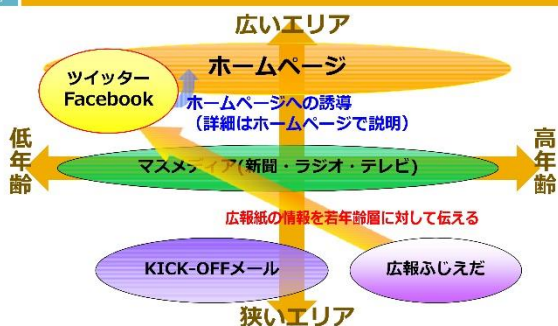 広いエリア
ホームページ
ツイッター
Facebook
ホームページへの誘導
（詳細はホームページで説明）
低年齢
高年齢
マスメディア(新聞・ラジオ・テレビ)
広報紙の情報を若年齢層に対して伝える
KICK-OFFメール
広報ふじえだ
狭いエリア